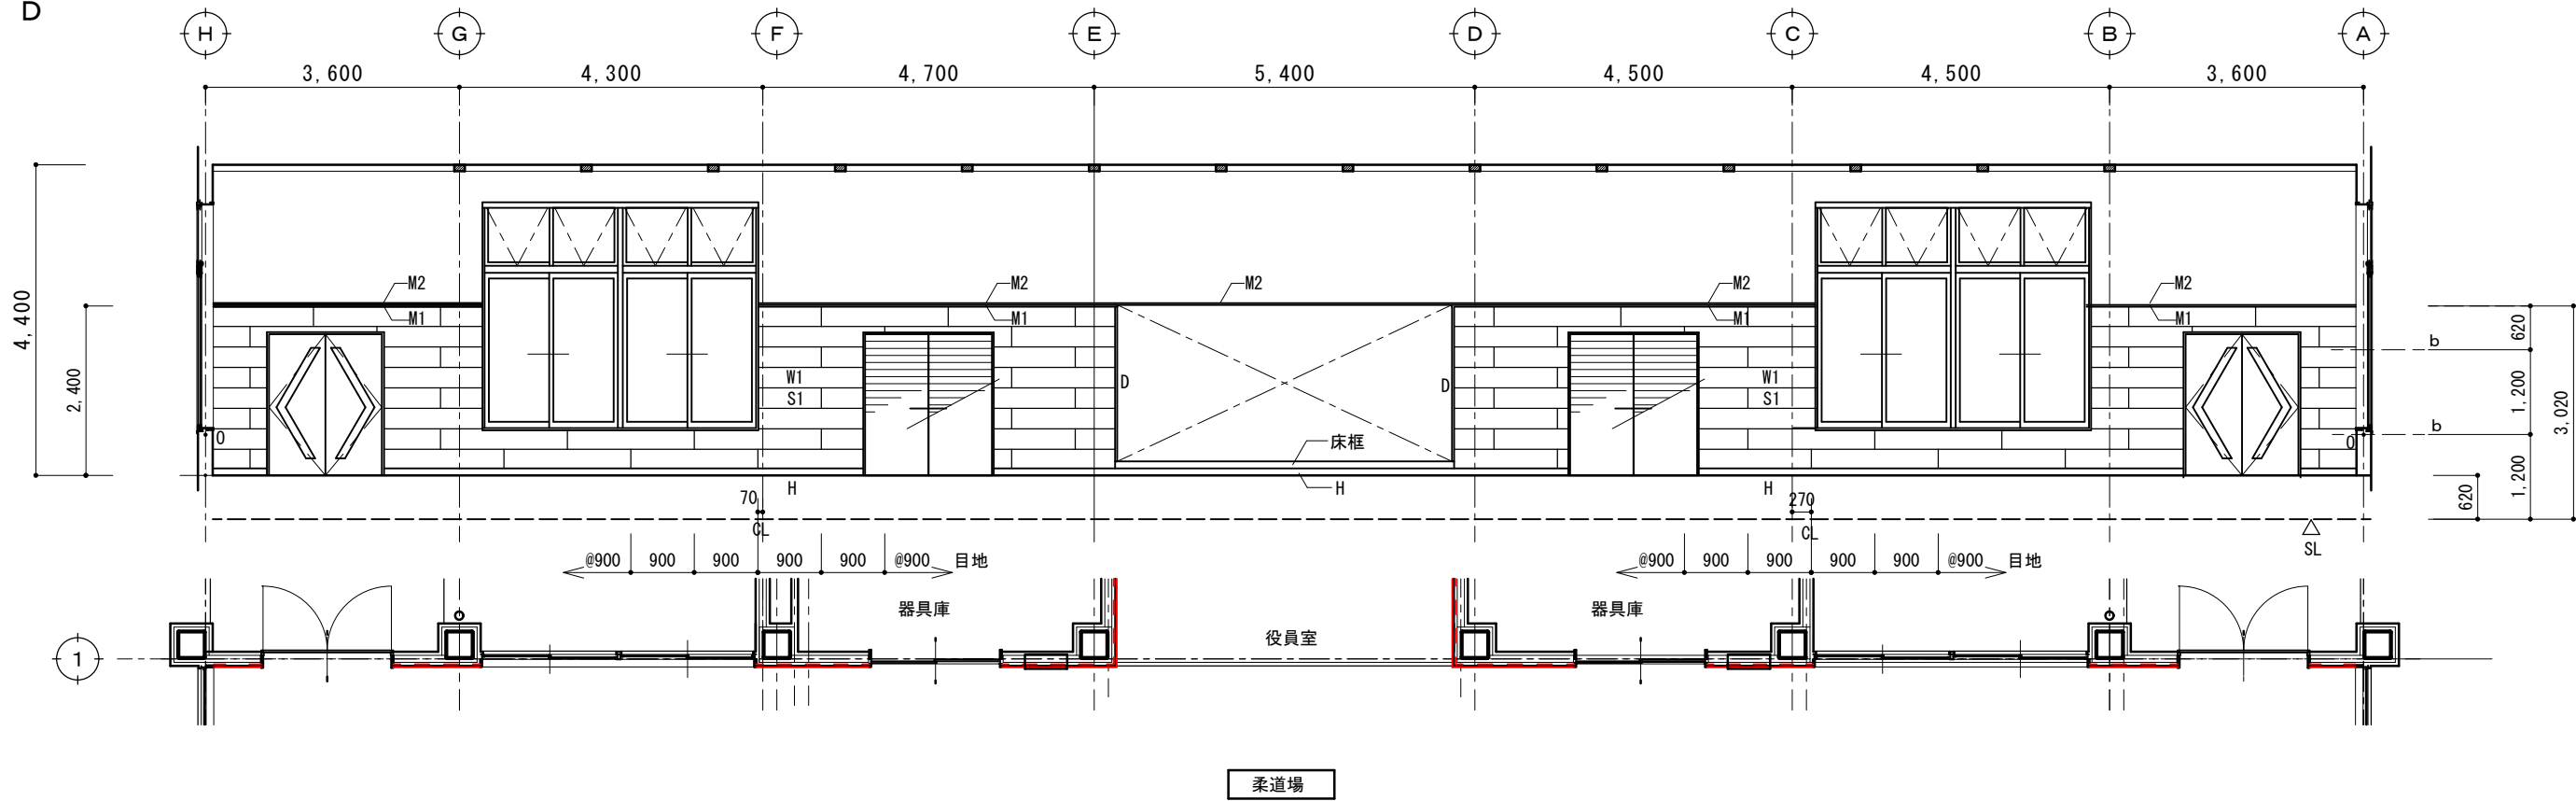 D
H G F E D C B A
3,600 4,300 4,700 5,400 4,500 4,500 3,600
M2 M2 M2 M2 M2
M1 M1 M1 M1
4,400
2,400
W1 W1
S1 S1
D D
O O
床框
H H H
b
b
620
1,200
1,200
3,020
620
70 270
CL CL
SL
@900 900 900 900 900 @900 目地
@900 900 900 900 900 @900 目地
器具庫 役員室 器具庫
1
柔道場